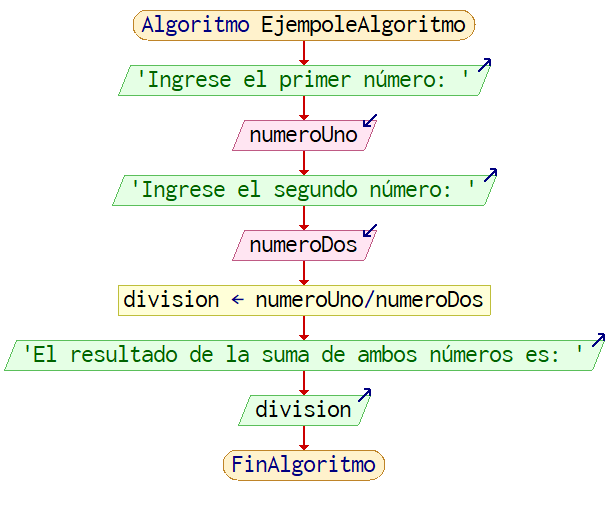 Algoritmo EjempoleAlgoritmo
'Ingrese el primer número: '
numeroUno
'Ingrese el segundo número: '
numeroDos
division ← numeroUno/numeroDos
'El resultado de la suma de ambos números es: '
division
FinAlgoritmo